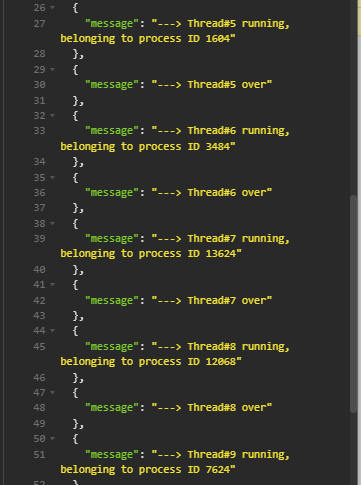 26 {
27 "message": "---> Thread#5 running,
belonging to process ID 1604"
28 },
29 {
30 "message": "---> Thread#5 over"
31 },
32 {
33 "message": "---> Thread#6 running,
belonging to process ID 3484"
34 },
35 {
36 "message": "---> Thread#6 over"
37 },
38 {
39 "message": "---> Thread#7 running,
belonging to process ID 13624"
40 },
41 {
42 "message": "---> Thread#7 over"
43 },
44 {
45 "message": "---> Thread#8 running,
belonging to process ID 12068"
46 },
47 {
48 "message": "---> Thread#8 over"
49 },
50 {
51 "message": "---> Thread#9 running,
belonging to process ID 7624"
52 }